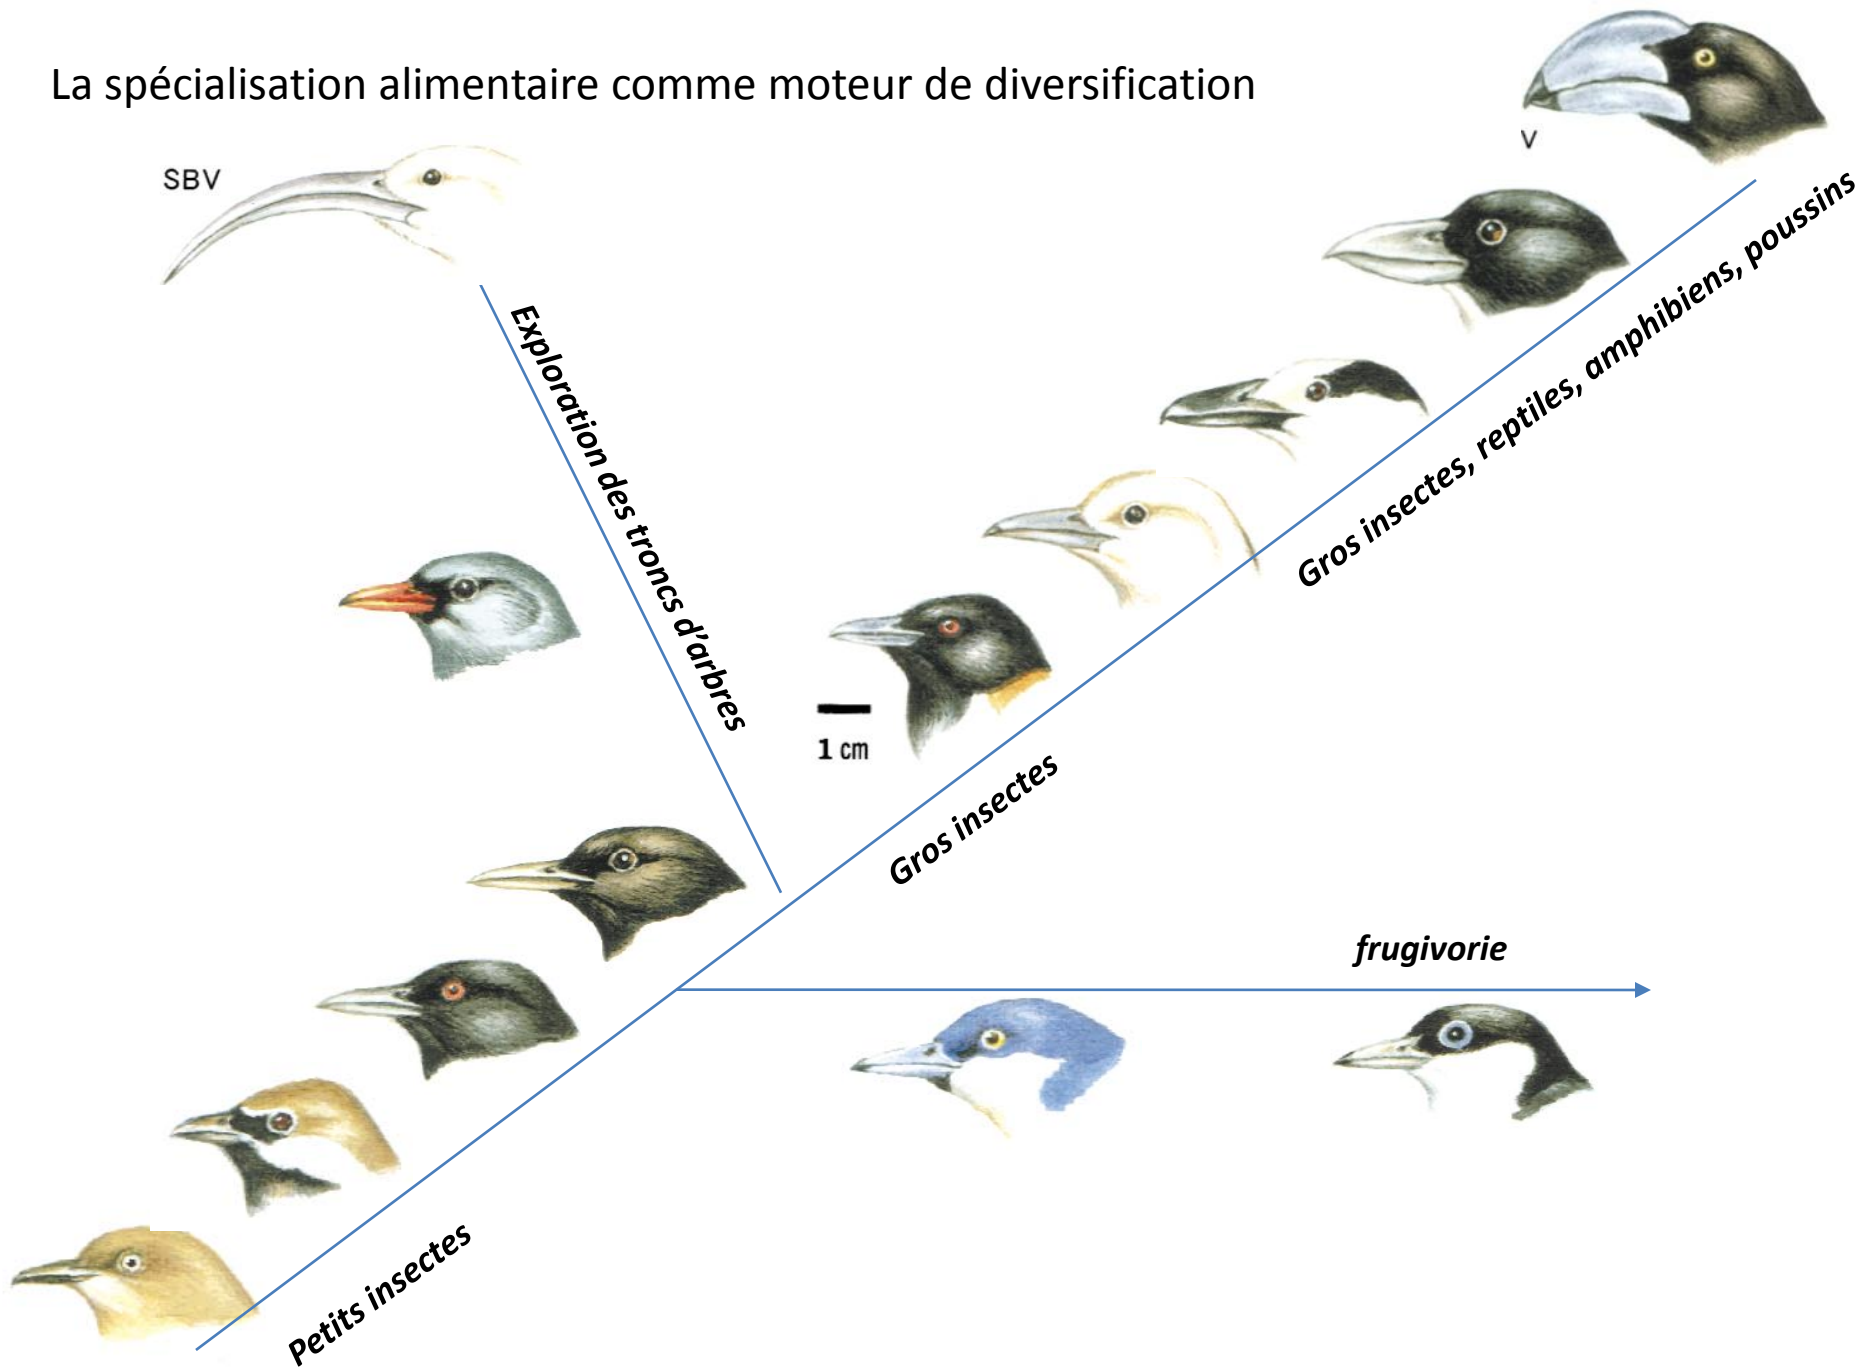 La spécialisation alimentaire comme moteur de diversification
V
SBV
Gros insectes, reptiles, amphibiens, poussins
Exploration des troncs d'arbres
1 cm
Gros insectes
frugivorie
Petits insectes